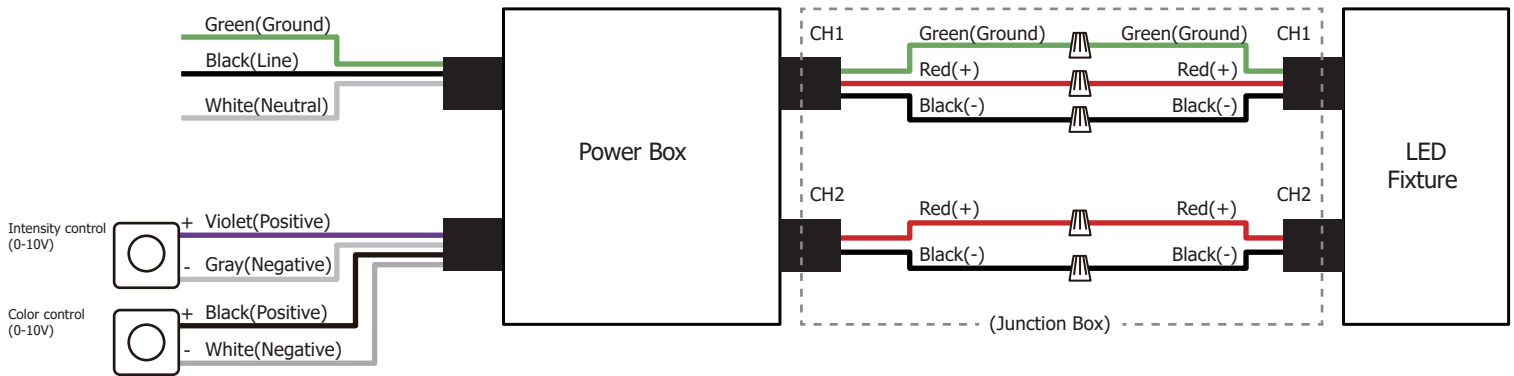 Green(Ground)
Black(Line)
White(Neutral)
Intensity control
(0-10V)
+ Violet(Positive)
- Gray(Negative)
Color control
(0-10V)
+ Black(Positive)
- White(Negative)
Power Box
CH1
Green(Ground)
Green(Ground)
CH1
Red(+)
Red(+)
Black(-)
Black(-)
CH2
Red(+)
Red(+)
CH2
Black(-)
Black(-)
(Junction Box)
LED
Fixture